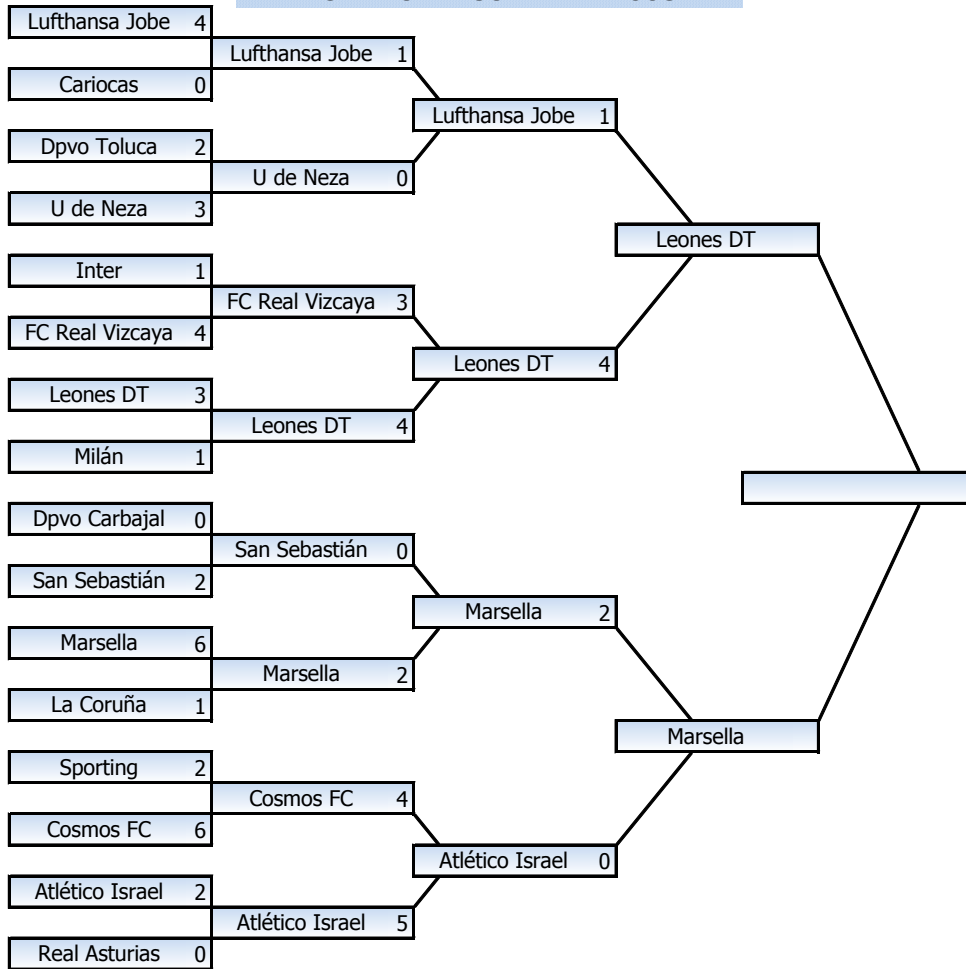 Lufthansa Jobe 4
Cariocas 0
Dpvo Toluca 2
U de Neza 3
Inter 1
FC Real Vizcaya 4
Leones DT 3
Milán 1
Dpvo Carbajal 0
San Sebastián 2
Marsella 6
La Coruña 1
Sporting 2
Cosmos FC 6
Atlético Israel 2
Real Asturias 0
Lufthansa Jobe 1
U de Neza 0
FC Real Vizcaya 3
Leones DT 4
San Sebastián 0
Marsella 2
Cosmos FC 4
Atlético Israel 5
Lufthansa Jobe 1
Leones DT 4
Marsella 2
Atlético Israel 0
Leones DT
Marsella